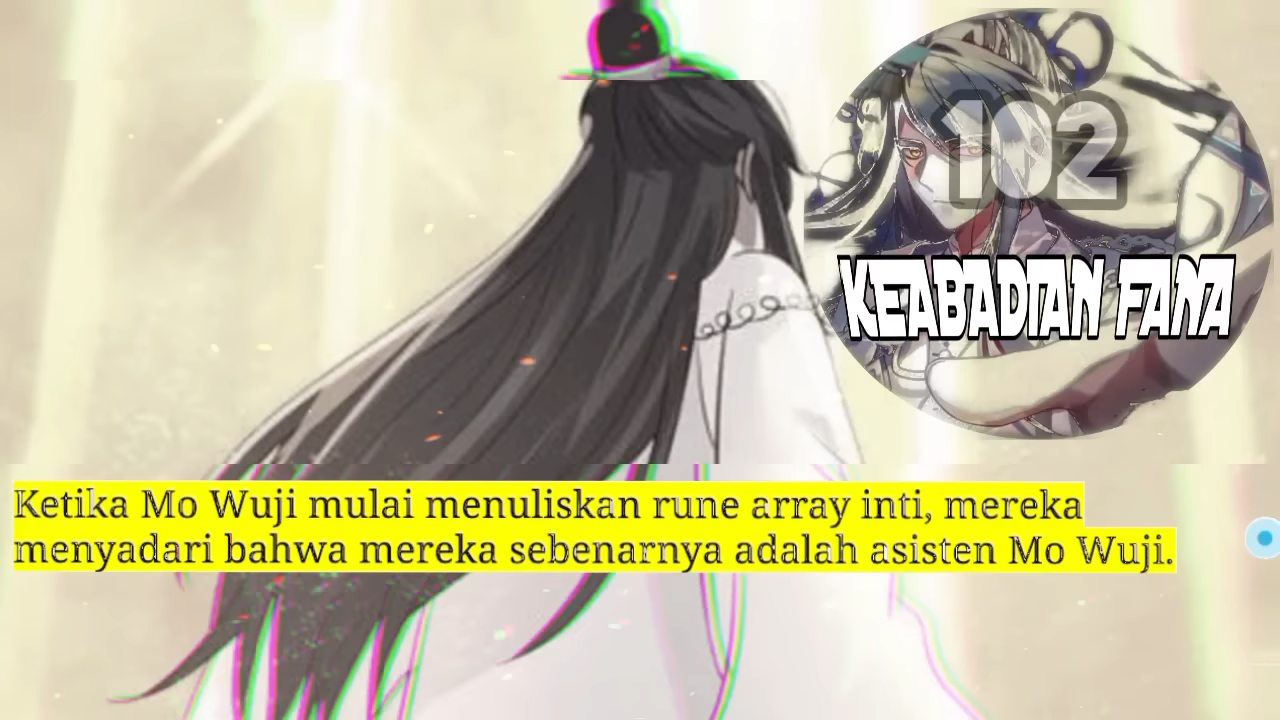 102
KEABADIAN FANA
Ketika Mo Wuji mulai menuliskan rune array inti, mereka
menyadari bahwa mereka sebenarnya adalah asisten Mo Wuji.